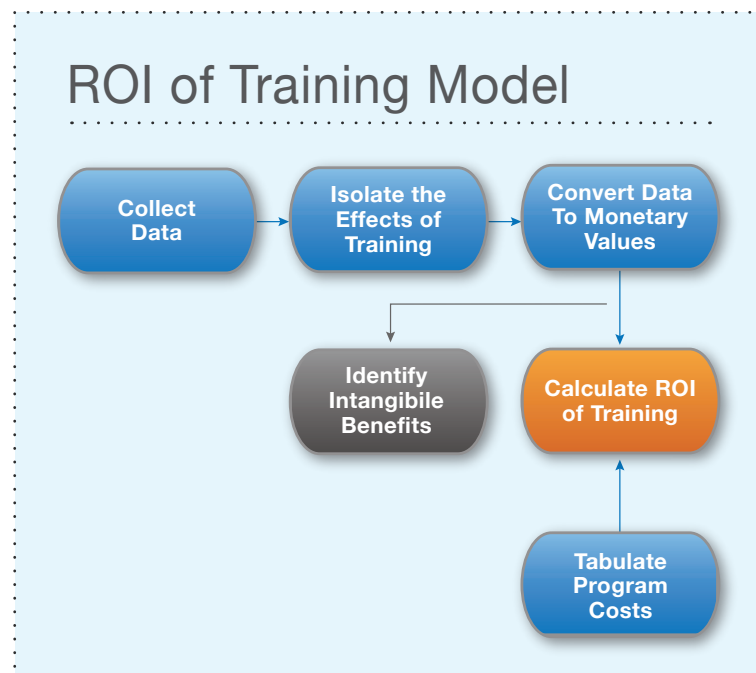 ROI of Training Model
Collect
Data
Isolate the
Effects of
Training
Convert Data
To Monetary
Values
Identify
Intangibile
Benefits
Calculate ROI
of Training
Tabulate
Program
Costs